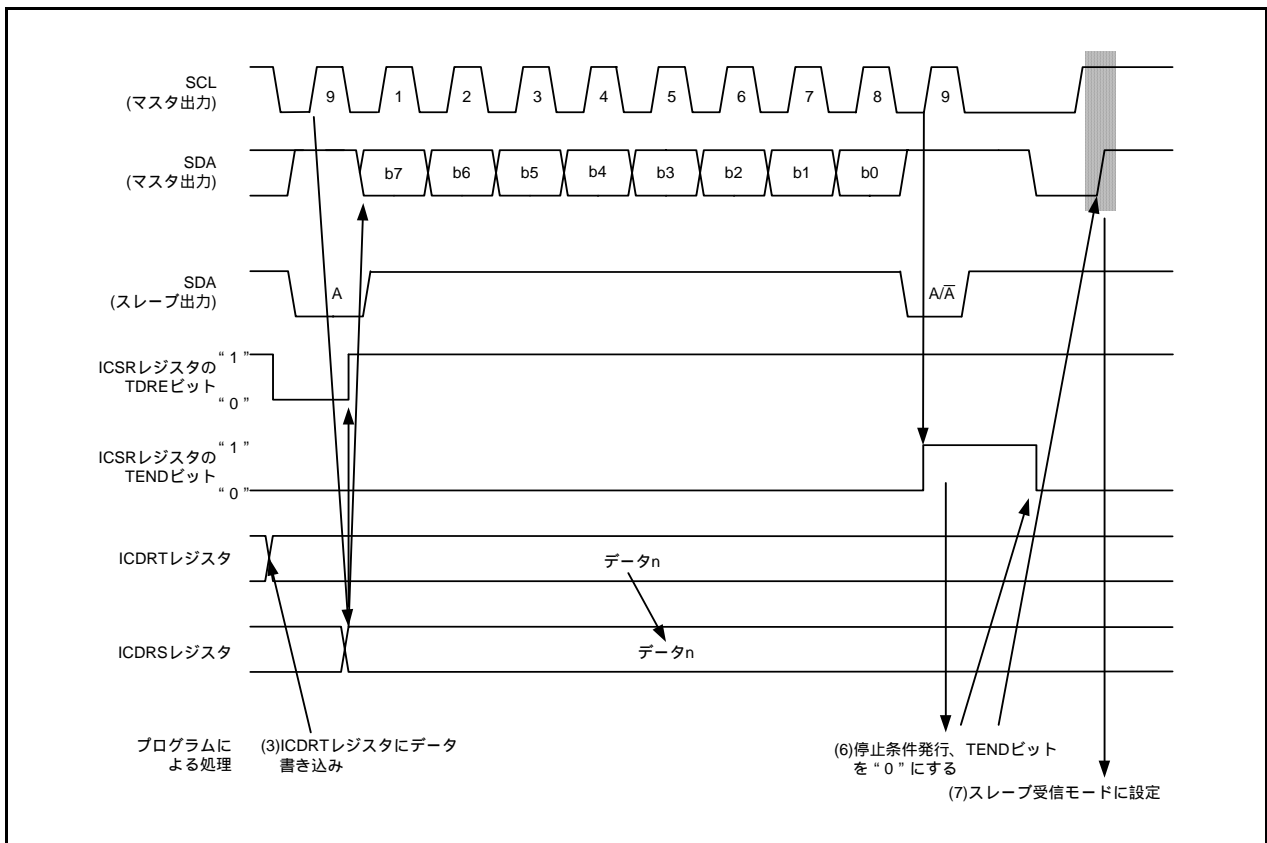 SCL
(マスタ出力)
9 1 2 3 4 5 6 7 8 9
SDA
(マスタ出力)
b7 b6 b5 b4 b3 b2 b1 b0
SDA
(スレーブ出力)
A A/A̅
ICSRレジスタの
TDREビット
“ 1 ”
“ 0 ”
ICSRレジスタの
TENDビット
“ 1 ”
“ 0 ”
ICDRTレジスタ
データn
ICDRSレジスタ
データn
プログラムに
よる処理
(3)ICDRTレジスタにデータ
書き込み
(6)停止条件発行、TENDビット
を“ 0 ”にする
(7)スレーブ受信モードに設定